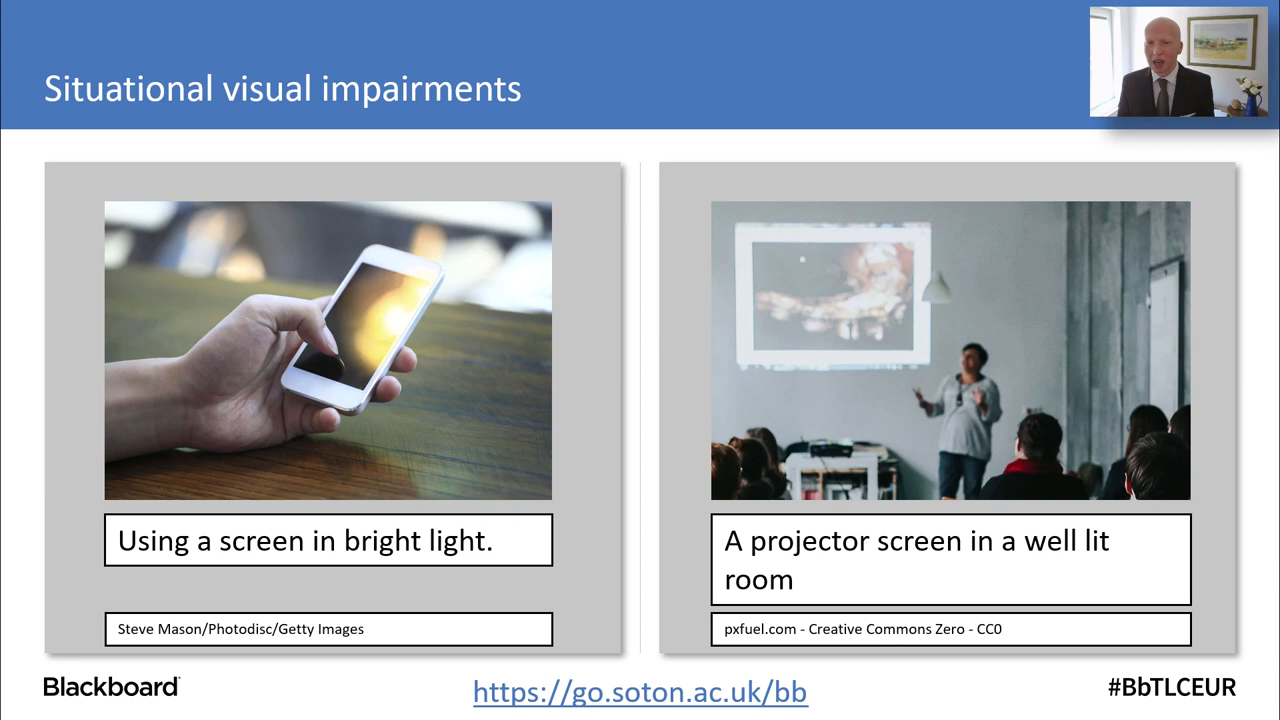 Situational visual impairments
Using a screen in bright light.
Steve Mason/Photodisc/Getty Images
A projector screen in a well lit
room
pxfuel.com - Creative Commons Zero - CC0
Blackboard
https://go.soton.ac.uk/bb
#BbTLCEUR